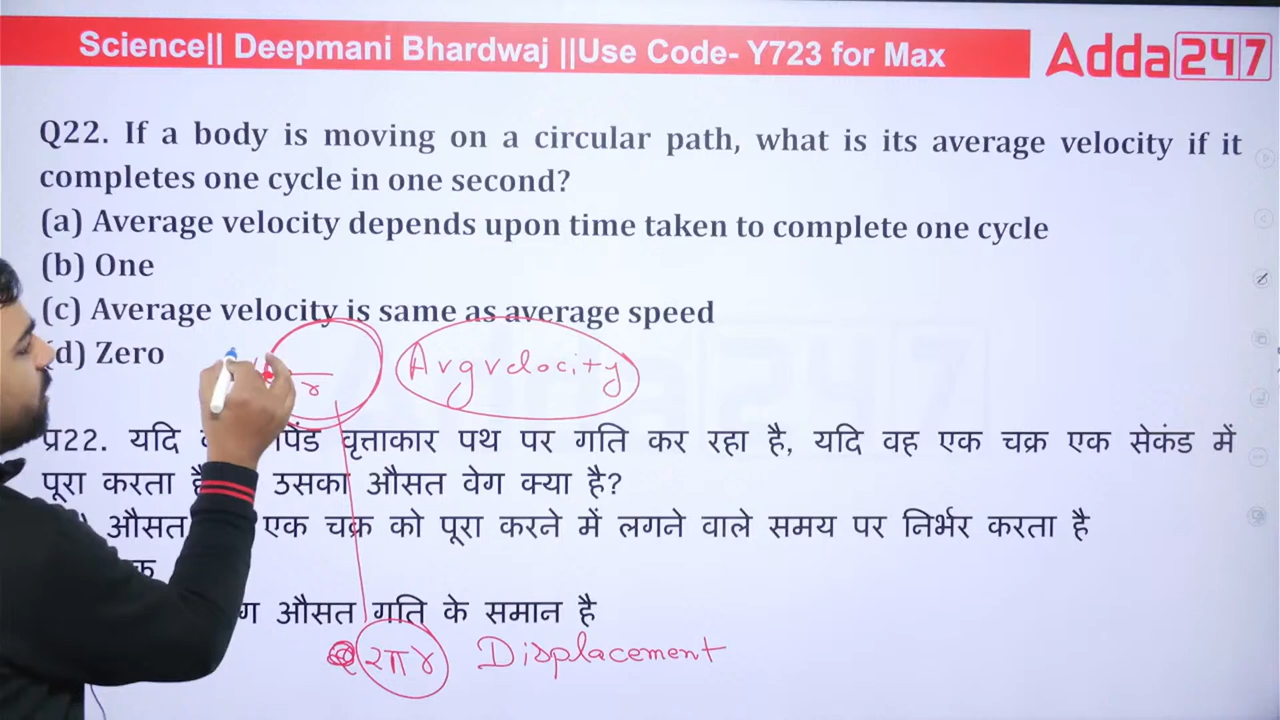 Science|| Deepmani Bhardwaj ||Use Code- Y723 for Max
Adda247
Q22. If a body is moving on a circular path, what is its average velocity if it
completes one cycle in one second?
(a) Average velocity depends upon time taken to complete one cycle
(b) One
(c) Average velocity is same as average speed
(d) Zero
r
Avg velocity
प्र22. यदि पिंड वृत्ताकार पथ पर गति कर रहा है, यदि वह एक चक्र एक सेकंड में
पूरा करता उसका औसत वेग क्या है?
औसत एक चक्र को पूरा करने में लगने वाले समय पर निर्भर करता है
औसत गति के समान है
2πr Displacement